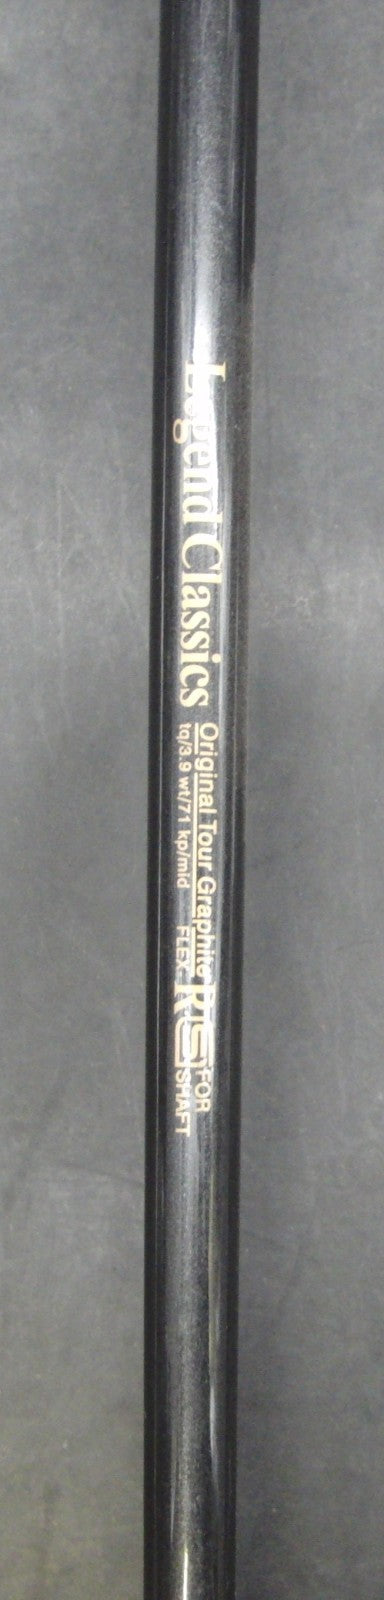 Legend Classics
Original Tour Graphite
tq/3.9 wt/71 kp/mid
FLEX R
FOR
SHAFT